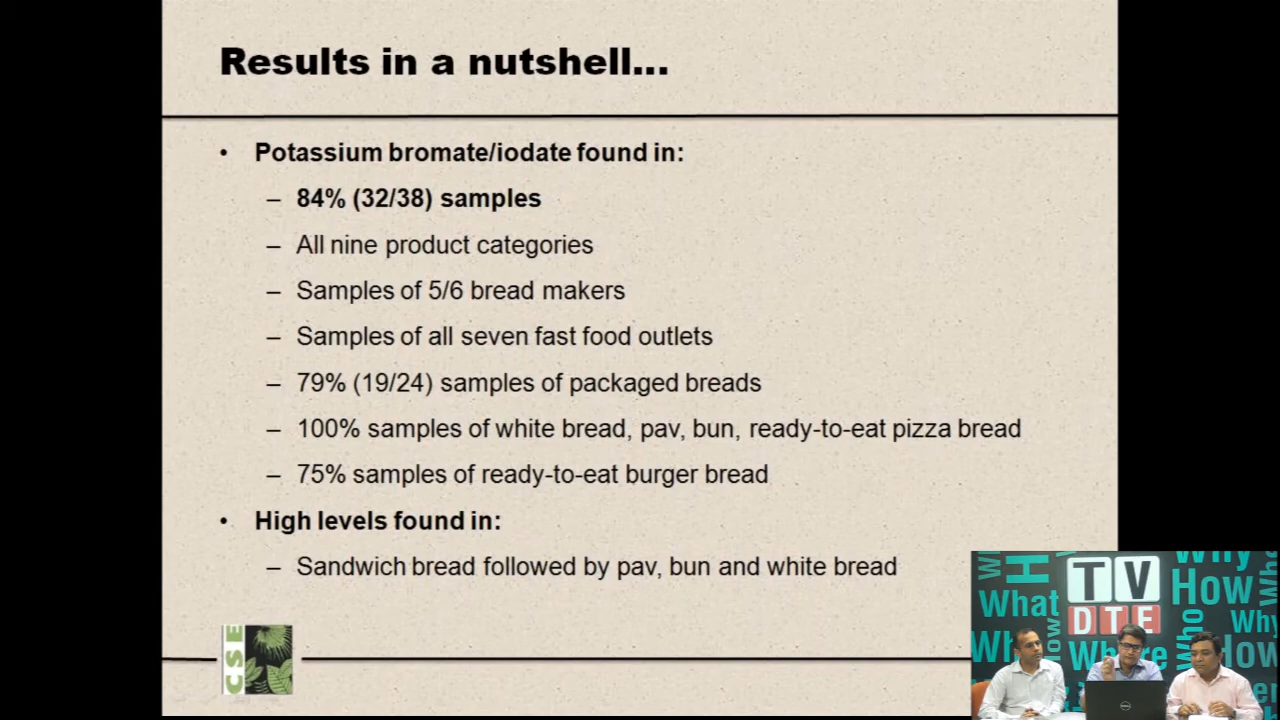 Results in a nutshell...
• Potassium bromate/iodate found in:
– 84% (32/38) samples
– All nine product categories
– Samples of 5/6 bread makers
– Samples of all seven fast food outlets
– 79% (19/24) samples of packaged breads
– 100% samples of white bread, pav, bun, ready-to-eat pizza bread
– 75% samples of ready-to-eat burger bread
• High levels found in:
– Sandwich bread followed by pav, bun and white bread
CSE
H Why
TV
What How
DTE
How Who Why
Where How